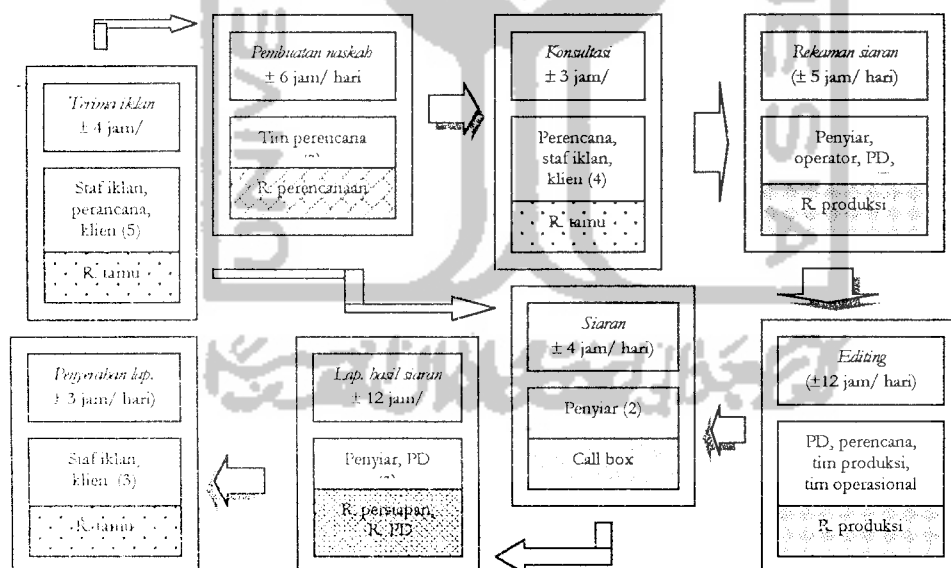 Terima iklan
± 4 jam/
Staf iklan,
perancana,
klien (5)
R. tamu
Pembuatan naskah
± 6 jam/ hari
Tim perencana
R. perencanaan
Konsultasi
± 3 jam/
Perencana,
staf iklan,
klien (4)
R. tamu
Rekaman siaran
(± 5 jam/ hari)
Penyiar,
operator, PD,
R. produksi
Editing
(±12 jam/ hari)
PD, perencana,
tim produksi,
tim operasional
R. produksi
Siaran
± 4 jam/ hari)
Penyiar (2)
Call box
Lap. hasil siaran
± 12 jam/
Penyiar, PD
R. persiapan,
R. PD
Penyerahan lap.
± 3 jam/ hari)
Staf iklan,
klien (3)
R. tamu
UNIVE
ESIA